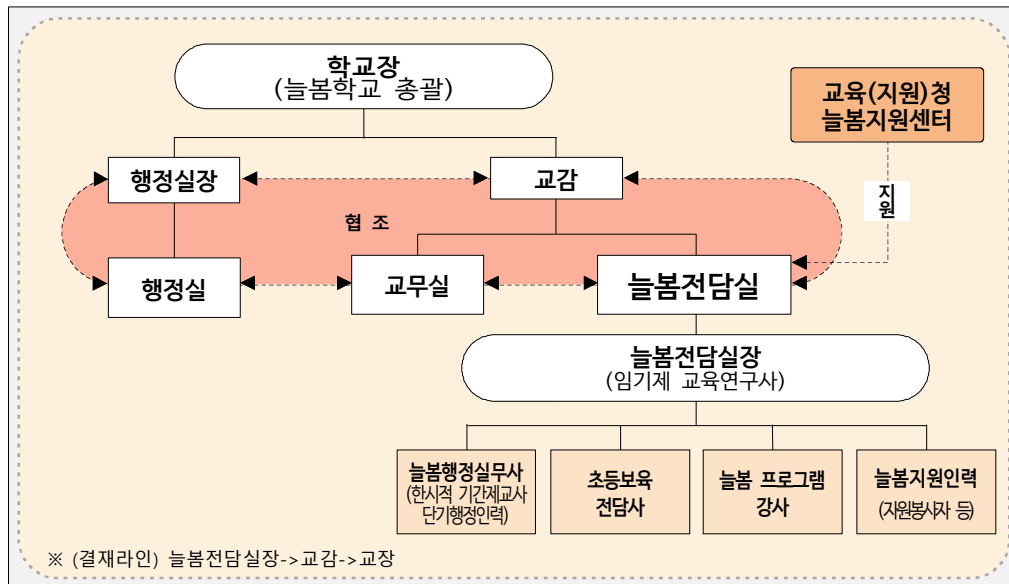 학교장
(늘봄학교 총괄)
교육(지원)청
늘봄지원센터
행정실장
교감
지원
협 조
행정실
교무실
늘봄전담실
늘봄전담실장
(임기제 교육연구사)
늘봄행정실무사
(한시적 기간제교사
단기행정인력)
초등보육
전담사
늘봄 프로그램
강사
늘봄지원인력
(자원봉사자 등)
※ (결재라인) 늘봄전담실장->교감->교장